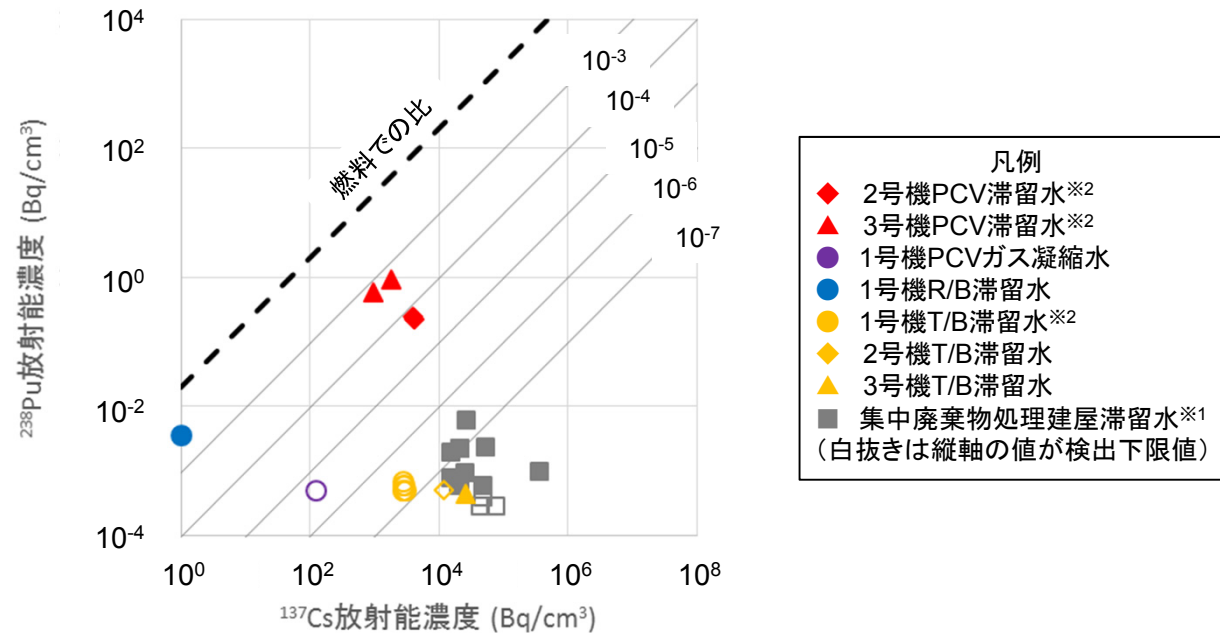 10⁴
10²
10⁰
10⁻²
10⁻⁴
²³⁸Pu放射能濃度 (Bq/cm³)
燃料での比
10⁻³
10⁻⁴
10⁻⁵
10⁻⁶
10⁻⁷
10⁰
10²
10⁴
10⁶
10⁸
¹³⁷Cs放射能濃度 (Bq/cm³)
凡例
2号機PCV滞留水※2
3号機PCV滞留水※2
1号機PCVガス凝縮水
1号機R/B滞留水
1号機T/B滞留水※2
2号機T/B滞留水
3号機T/B滞留水
集中廃棄物処理建屋滞留水※1
（白抜きは縦軸の値が検出下限値）